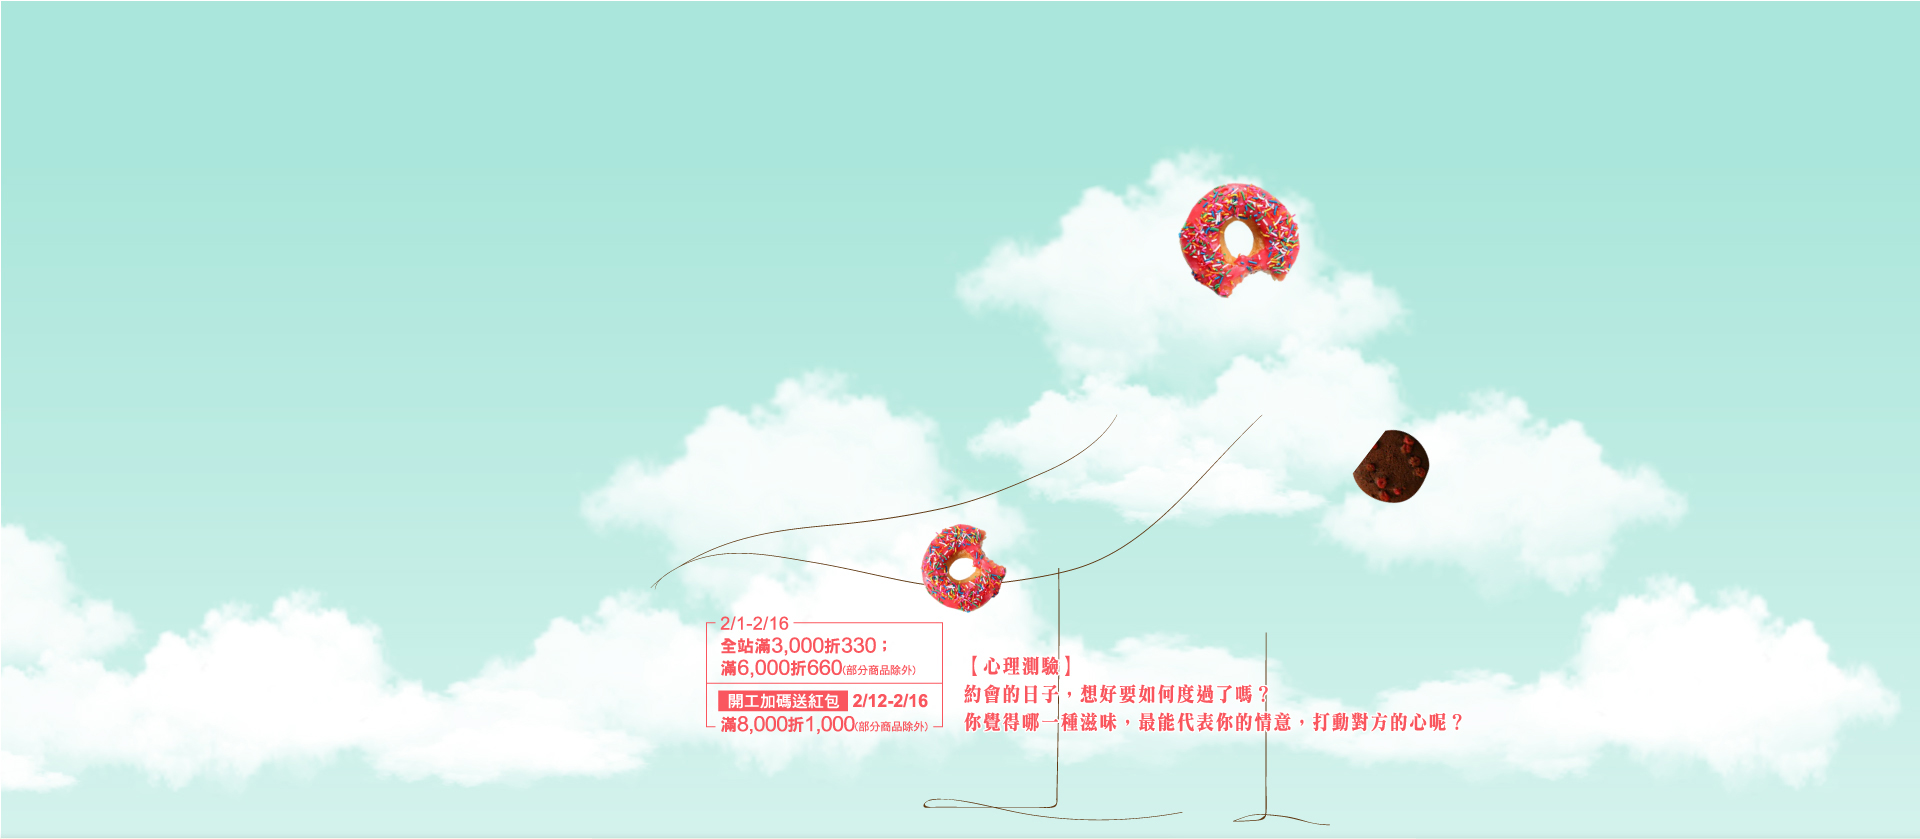 2/1-2/16
全站滿3,000折330；
滿6,000折660(部分商品除外)
開工加碼送紅包 2/12-2/16
滿8,000折1,000(部分商品除外)
【心理測驗】
約會的日子，想好要如何度過了嗎？
你覺得哪一種滋味，最能代表你的情意，打動對方的心呢？